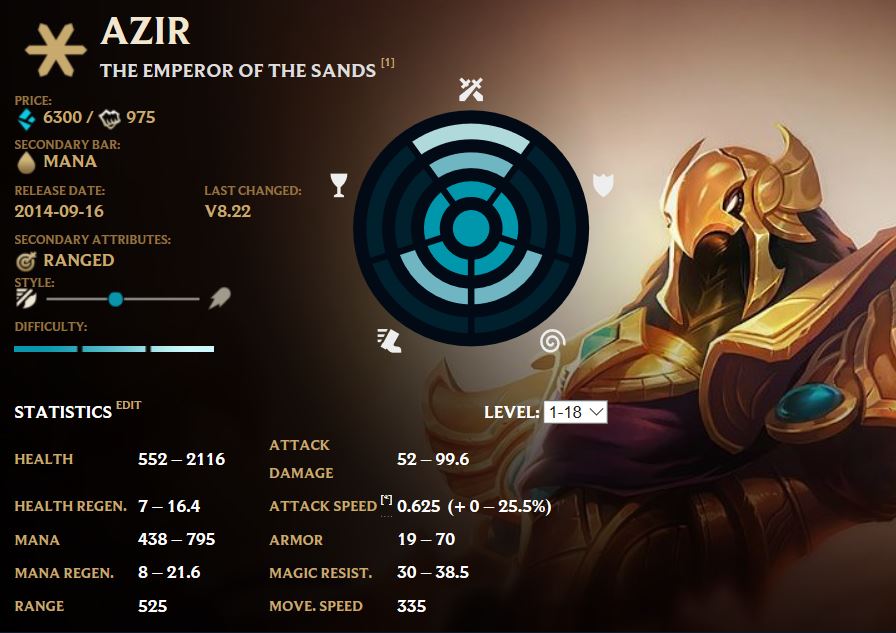 AZIR
THE EMPEROR OF THE SANDS [1]
PRICE:
6300 / 975
SECONDARY BAR:
MANA
RELEASE DATE: LAST CHANGED:
2014-09-16 V8.22
SECONDARY ATTRIBUTES:
RANGED
STYLE:
DIFFICULTY:
STATISTICS EDIT LEVEL: 1-18
HEALTH 552 – 2116 ATTACK DAMAGE 52 – 99.6
HEALTH REGEN. 7 – 16.4 ATTACK SPEED [*] 0.625 (+ 0 – 25.5%)
MANA 438 – 795 ARMOR 19 – 70
MANA REGEN. 8 – 21.6 MAGIC RESIST. 30 – 38.5
RANGE 525 MOVE. SPEED 335